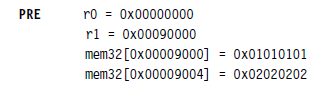 PRE r0 = 0x00000000
r1 = 0x00090000
mem32[0x00009000] = 0x01010101
mem32[0x00009004] = 0x02020202